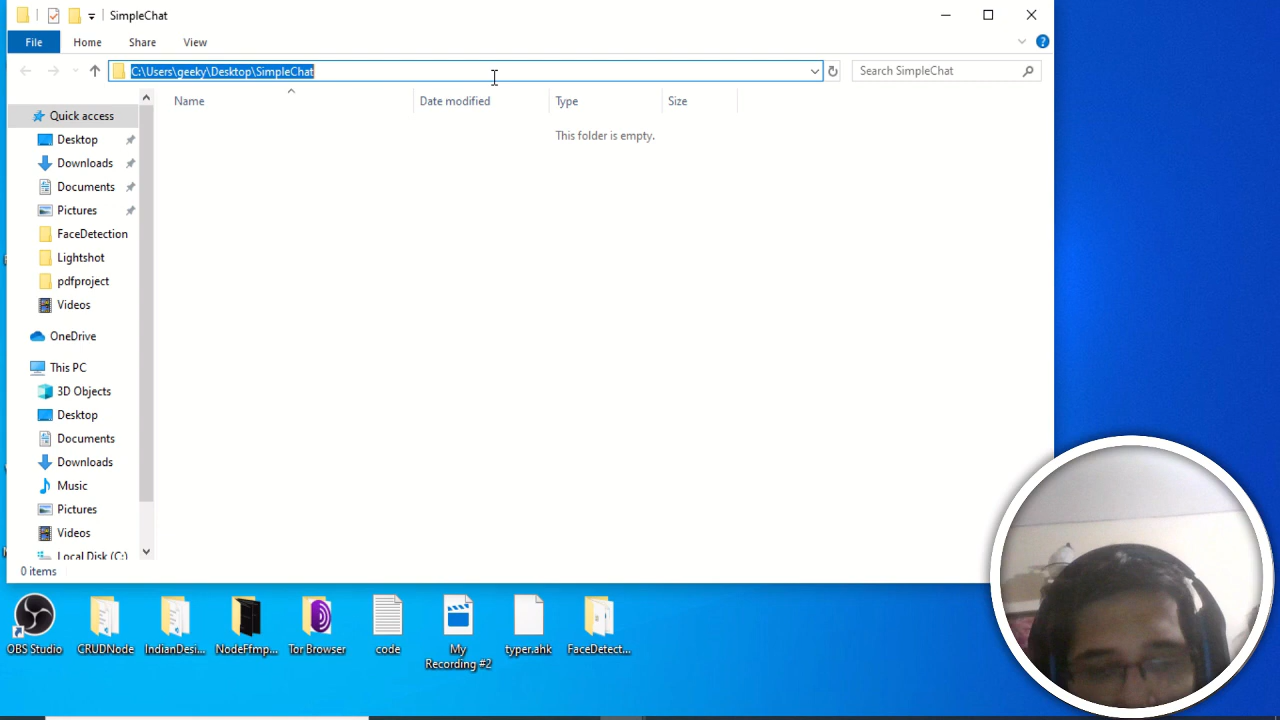 SimpleChat
File Home Share View
C:\Users\geeky\Desktop\SimpleChat
Search SimpleChat
Name Date modified Type Size
This folder is empty.
Quick access
Desktop
Downloads
Documents
Pictures
FaceDetection
Lightshot
pdfproject
Videos
OneDrive
This PC
3D Objects
Desktop
Documents
Downloads
Music
Pictures
Videos
Local Disk (C:)
0 items
OBS Studio CRUDNode IndianDesi... NodeFfmp... Tor Browser code My Recording #2 typer.ahk FaceDetect...